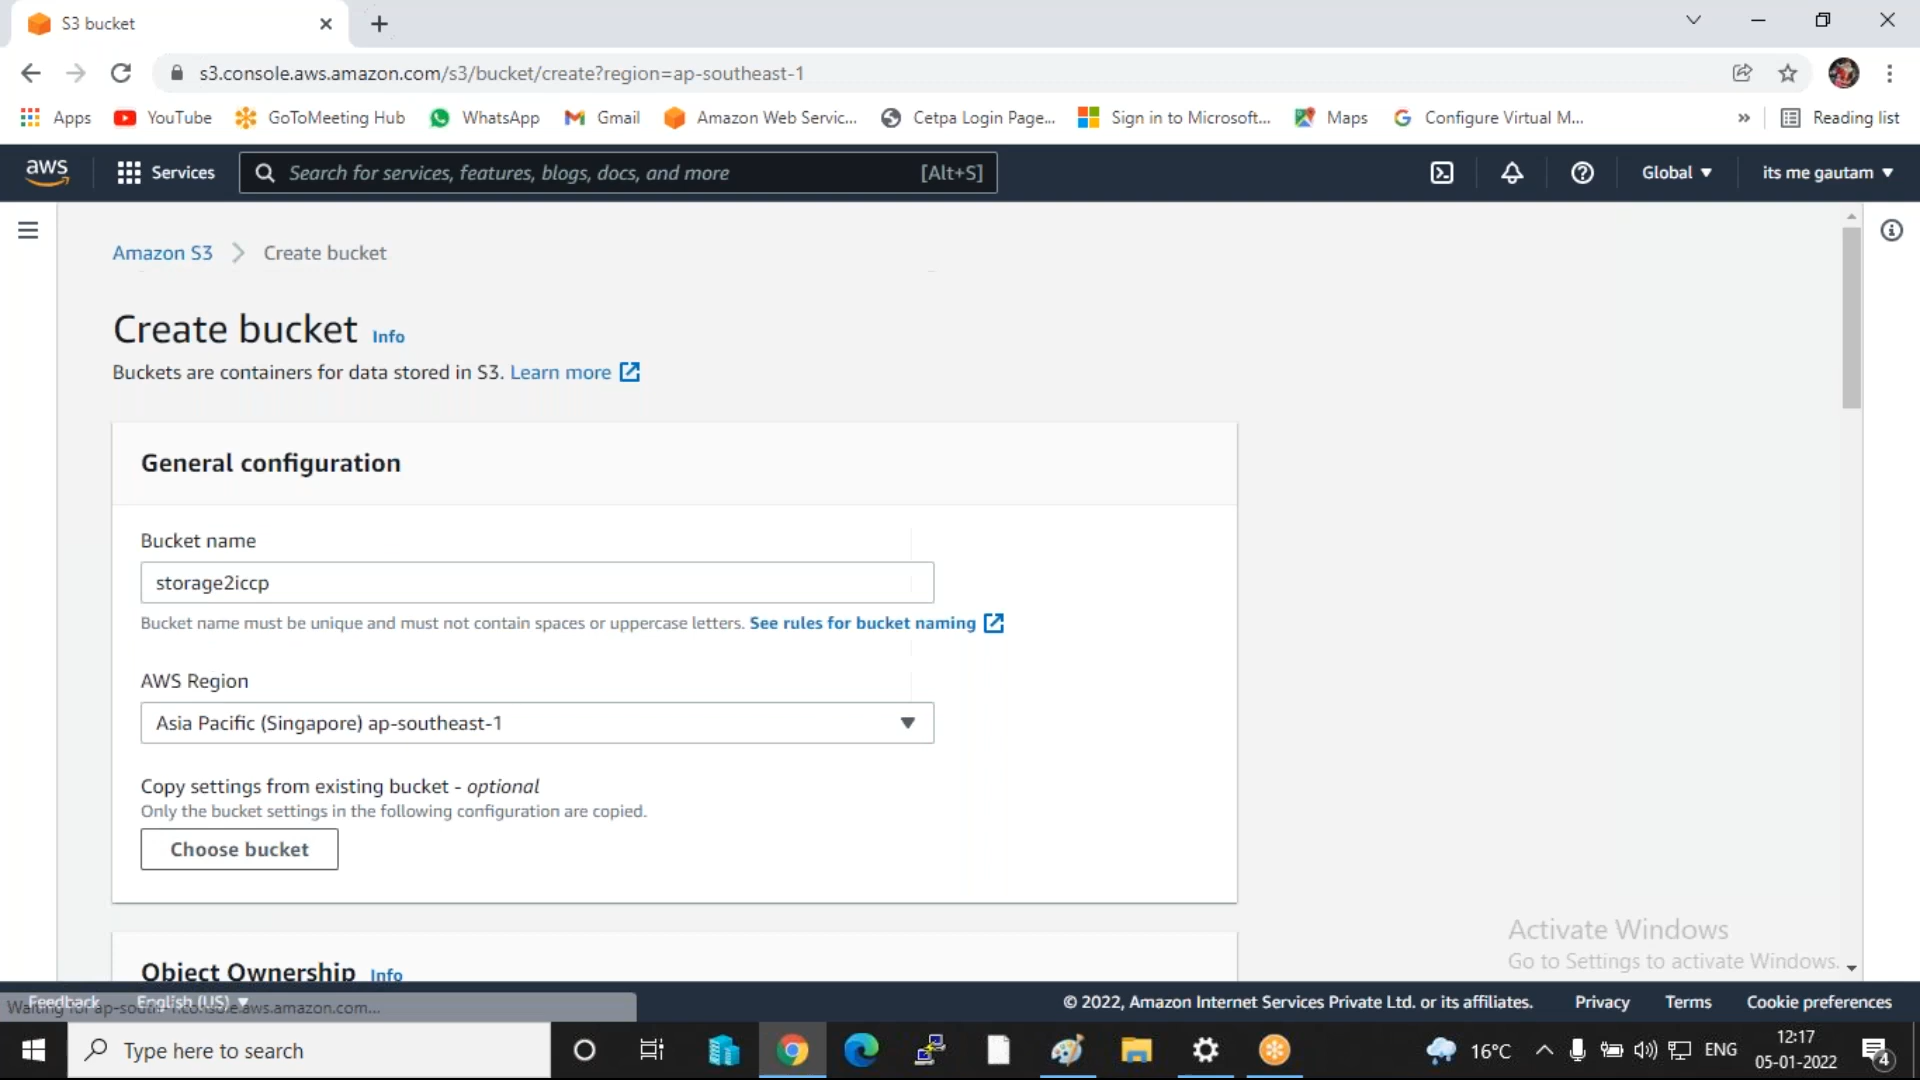 S3 bucket
s3.console.aws.amazon.com/s3/bucket/create?region=ap-southeast-1
Apps YouTube GoToMeeting Hub WhatsApp Gmail Amazon Web Servic... Cetpa Login Page... Sign in to Microsoft... Maps Configure Virtual M... » Reading list
aws Services Search for services, features, blogs, docs, and more [Alt+S] Global its me gautam
Amazon S3 Create bucket
Create bucket Info
Buckets are containers for data stored in S3. Learn more
General configuration
Bucket name
storage2iccp
Bucket name must be unique and must not contain spaces or uppercase letters. See rules for bucket naming
AWS Region
Asia Pacific (Singapore) ap-southeast-1
Copy settings from existing bucket - optional
Only the bucket settings in the following configuration are copied.
Choose bucket
Activate Windows
Go to Settings to activate Windows.
Object Ownership Info
Feedback English (US) © 2022, Amazon Internet Services Private Ltd. or its affiliates. Privacy Terms Cookie preferences
Type here to search 16°C ENG 12:17
05-01-2022 4